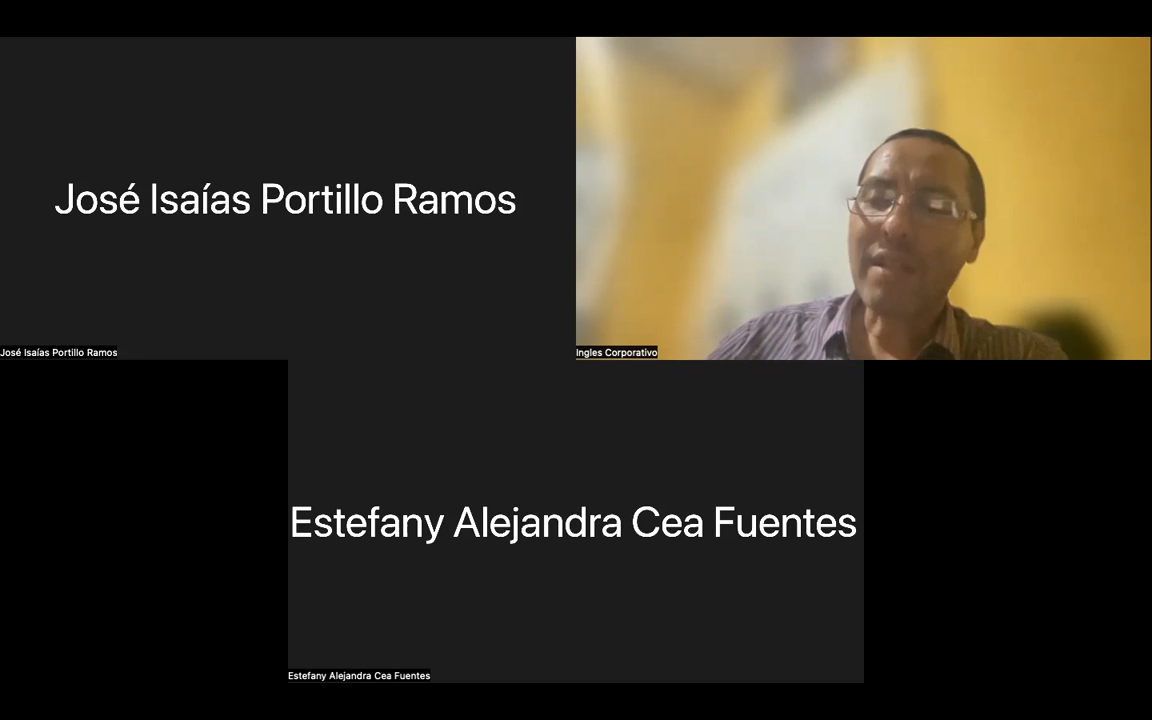 José Isaías Portillo Ramos
José Isaías Portillo Ramos
Ingles Corporativo
Estefany Alejandra Cea Fuentes
Estefany Alejandra Cea Fuentes